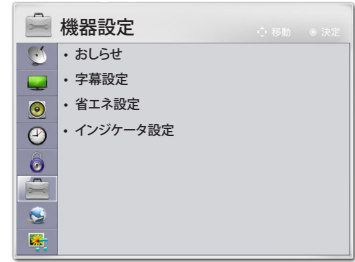 機器設定 移動 決定
・ おしらせ
・ 字幕設定
・ 省エネ設定
・ インジケータ設定